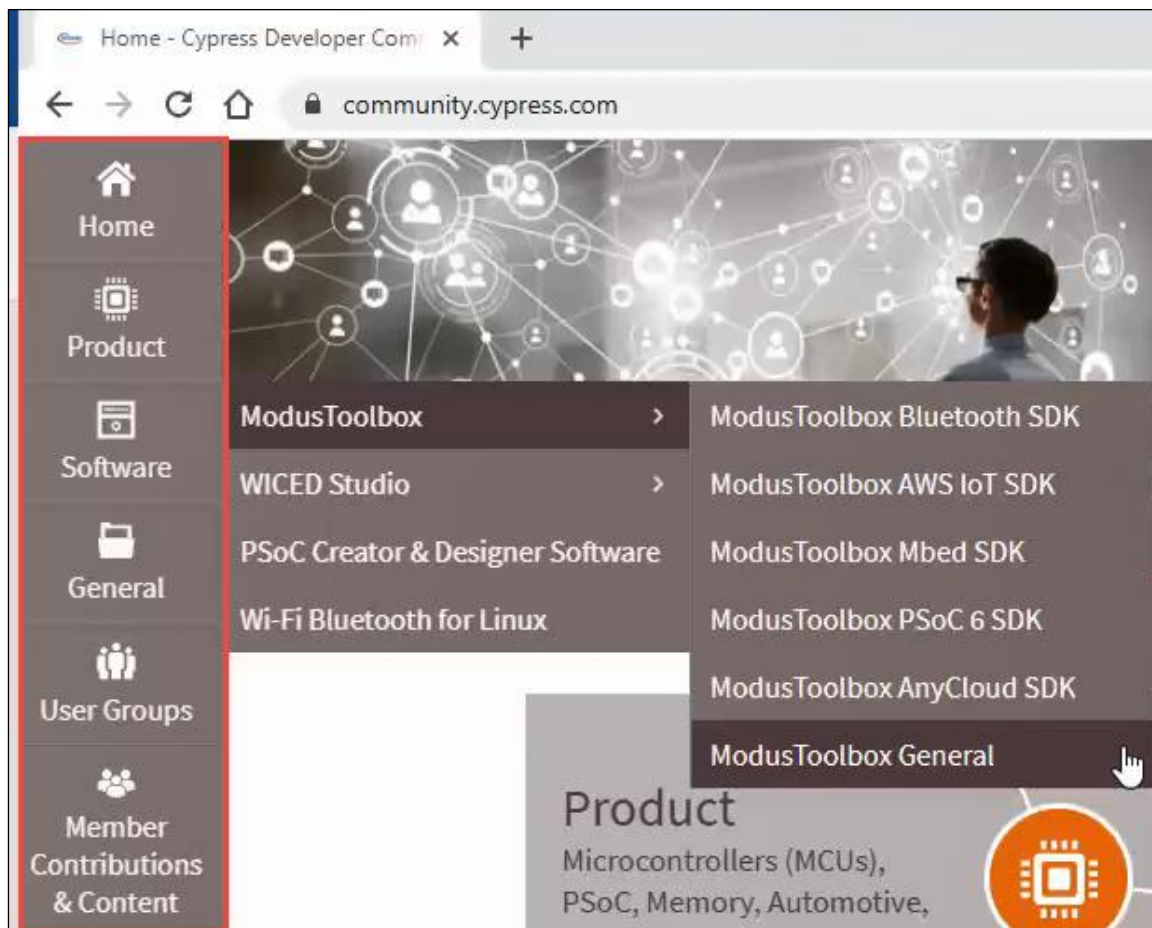 Home - Cypress Developer Com
community.cypress.com
Home
Product
Software
General
User Groups
Member
Contributions
& Content
ModusToolbox
WICED Studio
PSoC Creator & Designer Software
Wi-Fi Bluetooth for Linux
ModusToolbox Bluetooth SDK
ModusToolbox AWS IoT SDK
ModusToolbox Mbed SDK
ModusToolbox PSoC 6 SDK
ModusToolbox AnyCloud SDK
ModusToolbox General
Product
Microcontrollers (MCUs),
PSoC, Memory, Automotive,